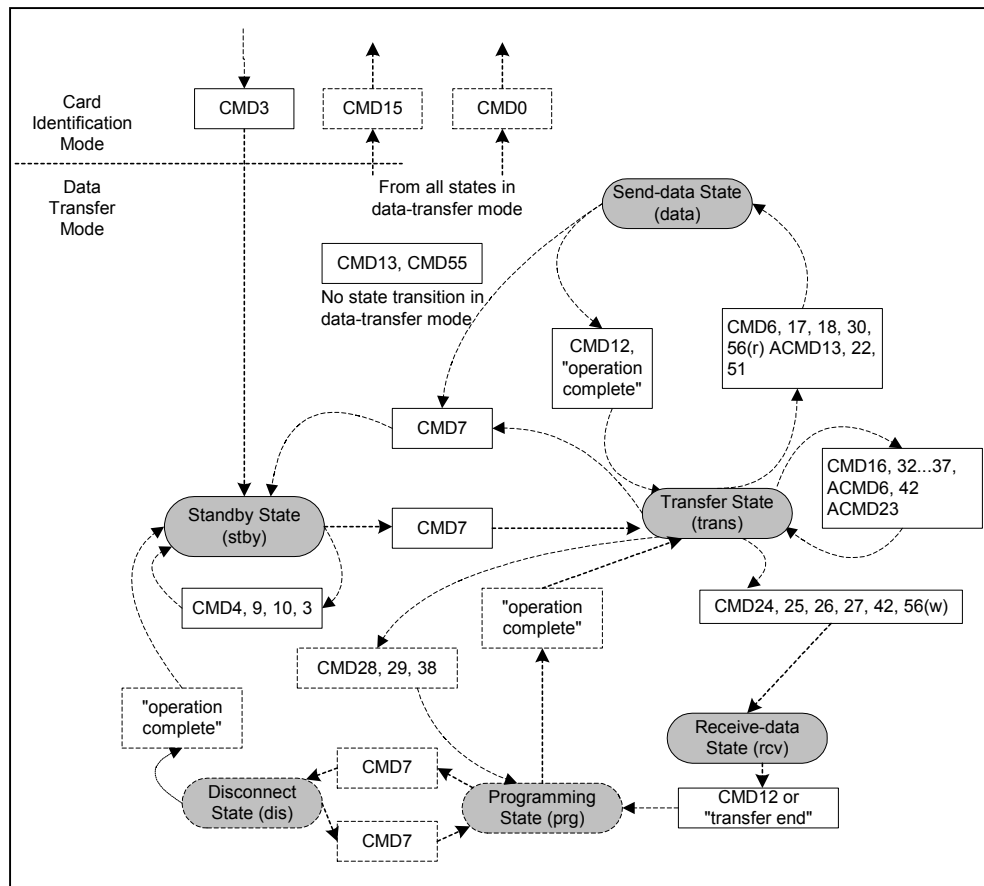 CMD3
CMD15
CMD0
Card
Identification
Mode
Data
Transfer
Mode
From all states in
data-transfer mode
Send-data State
(data)
CMD13, CMD55
No state transition in
data-transfer mode
CMD12,
"operation
complete"
CMD6, 17, 18, 30,
56(r) ACMD13, 22,
51
CMD7
CMD16, 32...37,
ACMD6, 42
ACMD23
Standby State
(stby)
CMD7
Transfer State
(trans)
CMD4, 9, 10, 3
"operation
complete"
CMD24, 25, 26, 27, 42, 56(w)
CMD28, 29, 38
"operation
complete"
Receive-data
State (rcv)
CMD7
Disconnect
State (dis)
Programming
State (prg)
CMD12 or
"transfer end"
CMD7